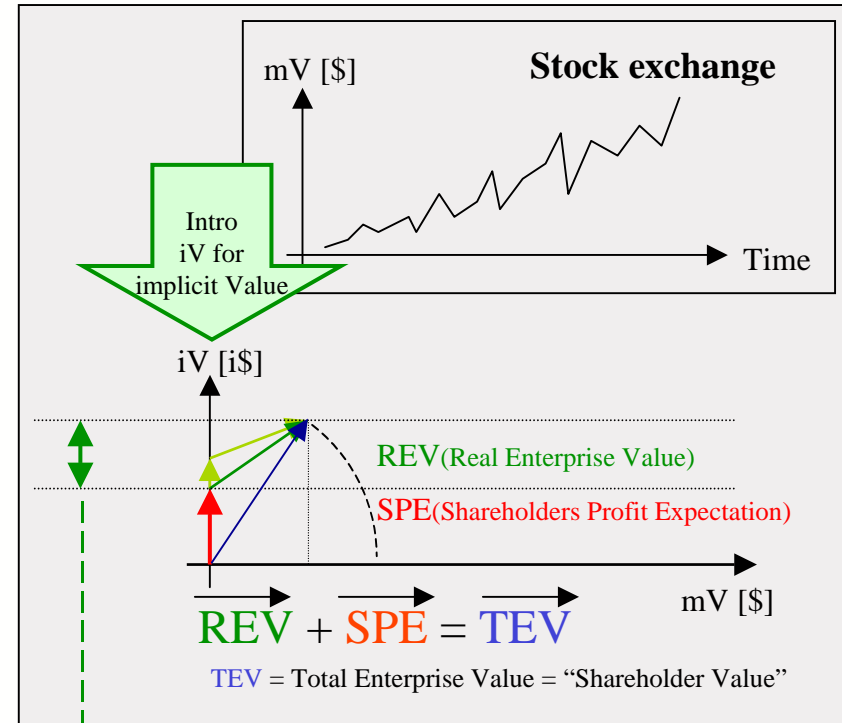 mV [$]
Stock exchange
Time
Intro
iV for
implicit Value
iV [i$]
REV(Real Enterprise Value)
SPE(Shareholders Profit Expectation)
mV [$]
REV + SPE = TEV
TEV = Total Enterprise Value = “Shareholder Value”